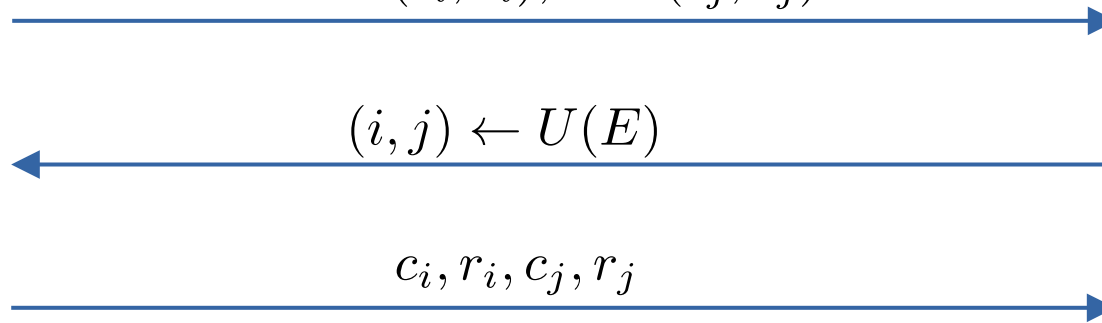 (i, j) ← U(E)
c_i, r_i, c_j, r_j